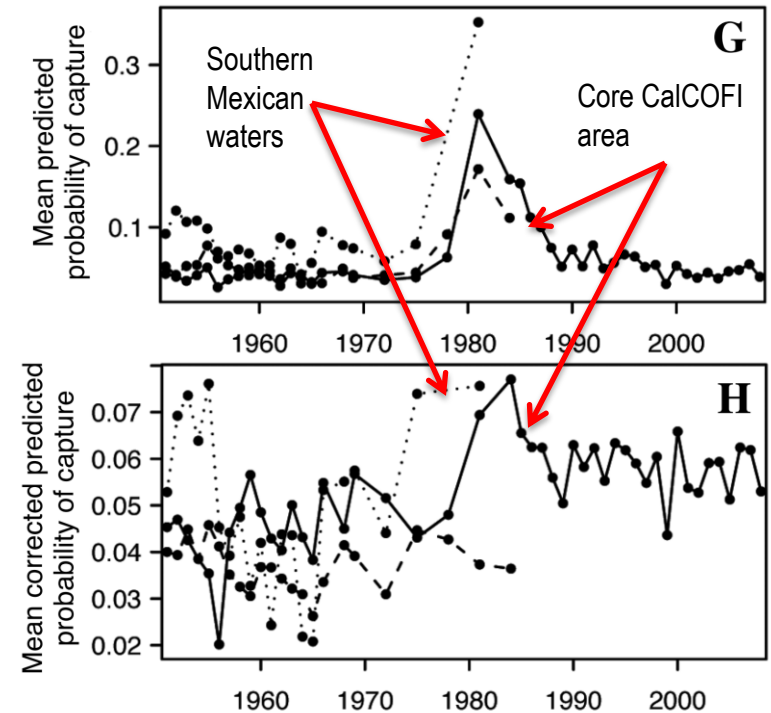 G
Southern
Mexican
waters
Core CalCOFI
area
Mean predicted
probability of capture
0.3
0.2
0.1
1960 1970 1980 1990 2000
H
Mean corrected predicted
probability of capture
0.07
0.06
0.05
0.04
0.03
0.02
1960 1970 1980 1990 2000